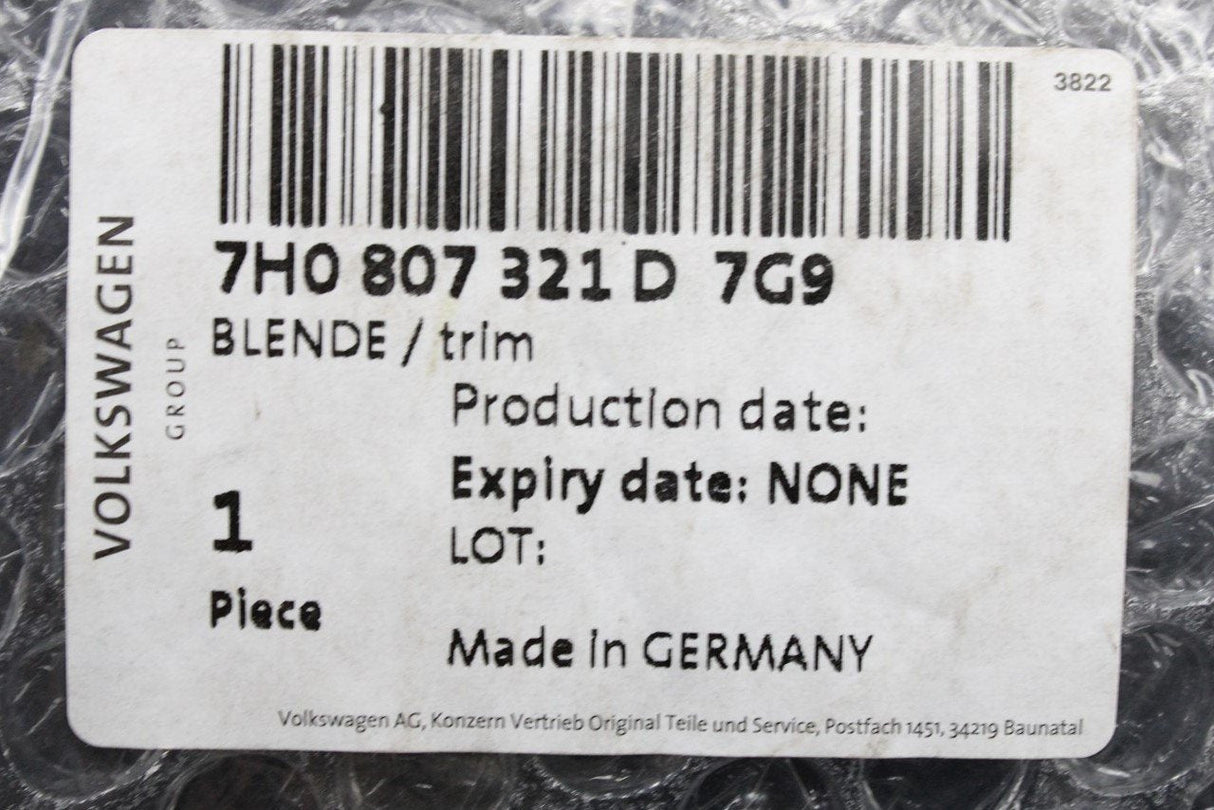 3822
7H0 807 321 D 7G9
BLENDE / trim
Production date:
Expiry date: NONE
LOT:
1
Piece
Made in GERMANY
Volkswagen AG, Konzern Vertrieb Original Teile und Service, Postfach 1451, 34219 Baunatal
VOLKSWAGEN
GROUP